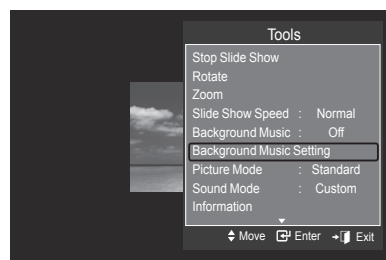 Tools
Stop Slide Show
Rotate
Zoom
Slide Show Speed : Normal
Background Music : Off
Background Music Setting
Picture Mode : Standard
Sound Mode : Custom
Information
Move Enter Exit